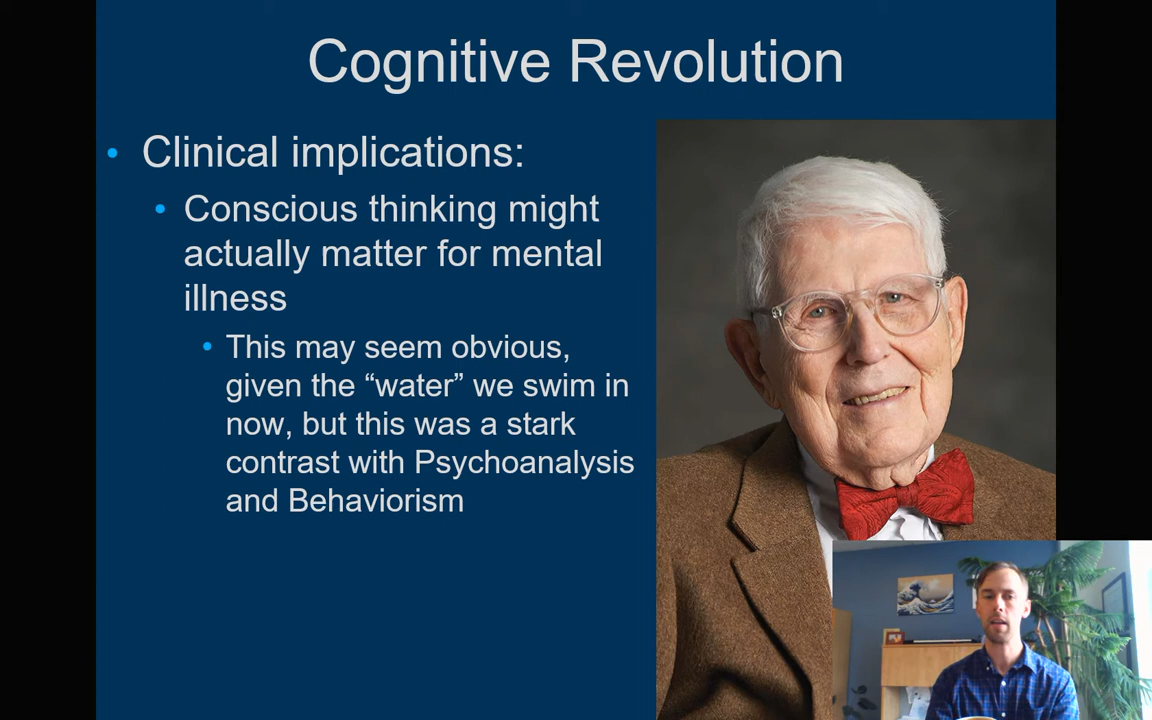 Cognitive Revolution
• Clinical implications:
• Conscious thinking might
actually matter for mental
illness
• This may seem obvious,
given the “water” we swim in
now, but this was a stark
contrast with Psychoanalysis
and Behaviorism